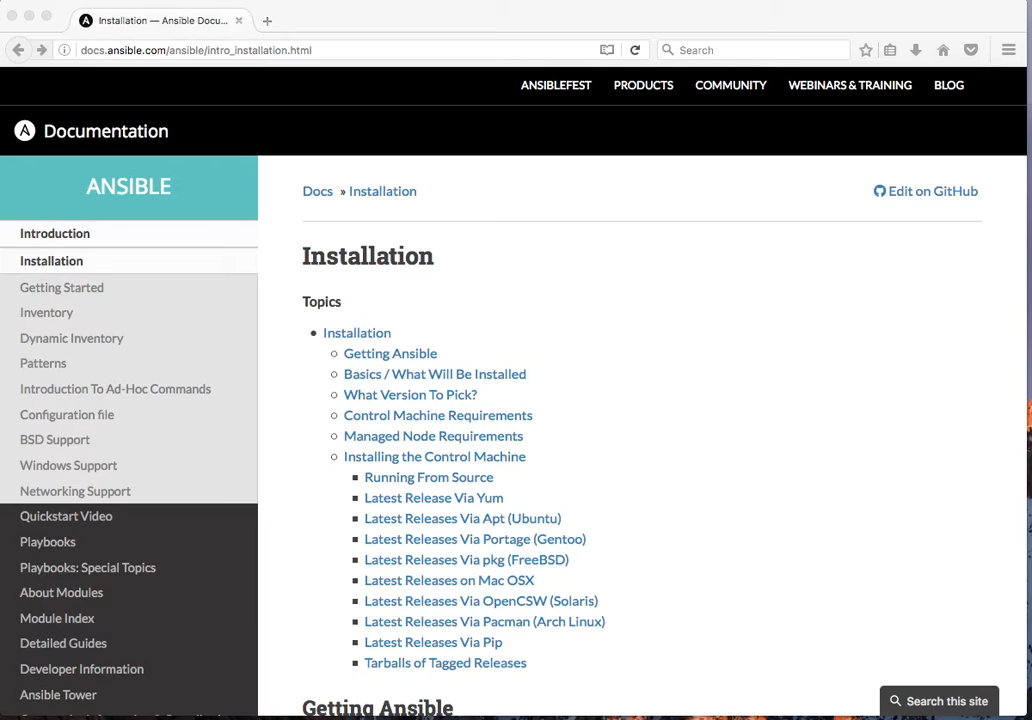 Installation — Ansible Docu...
docs.ansible.com/ansible/intro_installation.html
Search
ANSIBLEFEST PRODUCTS COMMUNITY WEBINARS & TRAINING BLOG
Documentation
ANSIBLE
Introduction
Installation
Getting Started
Inventory
Dynamic Inventory
Patterns
Introduction To Ad-Hoc Commands
Configuration file
BSD Support
Windows Support
Networking Support
Quickstart Video
Playbooks
Playbooks: Special Topics
About Modules
Module Index
Detailed Guides
Developer Information
Ansible Tower
Docs » Installation
Edit on GitHub
Installation
Topics
Installation
Getting Ansible
Basics / What Will Be Installed
What Version To Pick?
Control Machine Requirements
Managed Node Requirements
Installing the Control Machine
Running From Source
Latest Release Via Yum
Latest Releases Via Apt (Ubuntu)
Latest Releases Via Portage (Gentoo)
Latest Releases Via pkg (FreeBSD)
Latest Releases on Mac OSX
Latest Releases Via OpenCSW (Solaris)
Latest Releases Via Pacman (Arch Linux)
Latest Releases Via Pip
Tarballs of Tagged Releases
Getting Ansible
Search this site